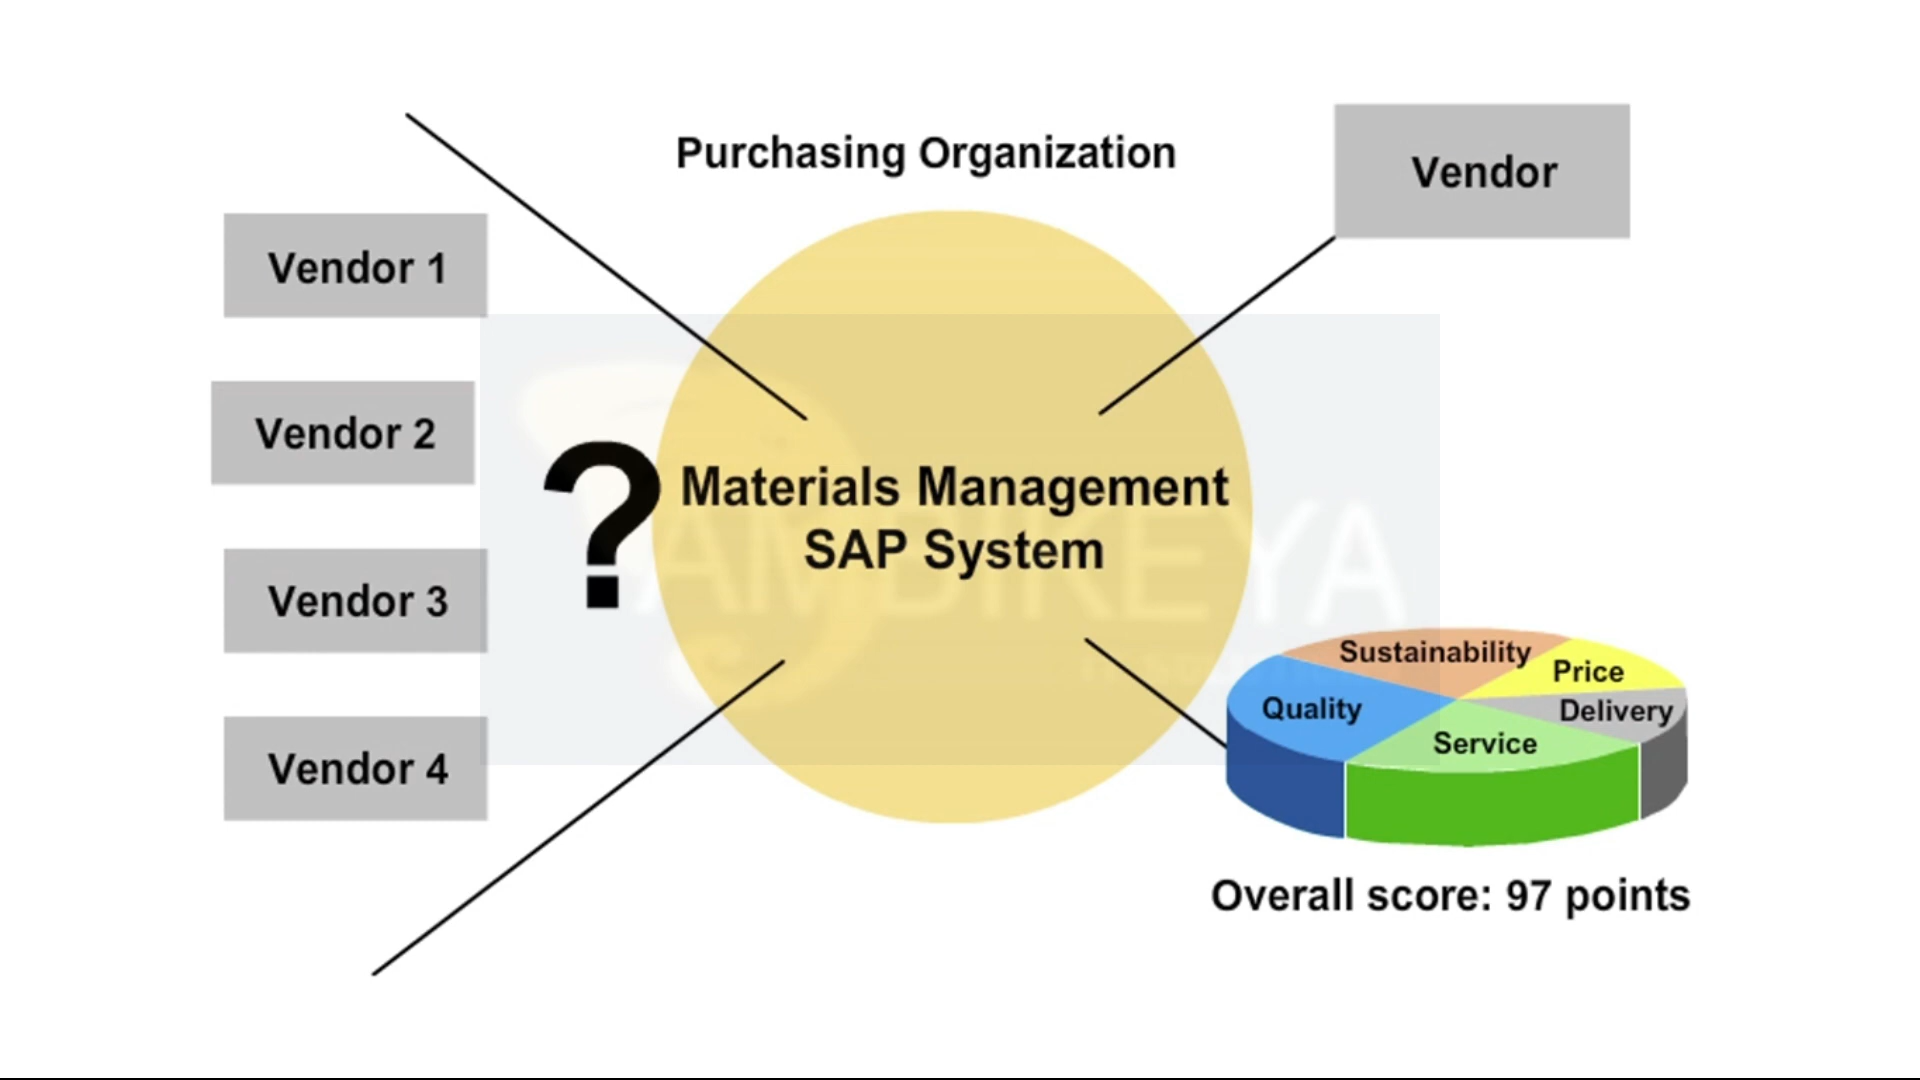 Purchasing Organization
Vendor
Vendor 1
Vendor 2
Vendor 3
Vendor 4
?
Materials Management
SAP System
AMBIKEYA
Sustainability
Price
Quality
Delivery
Service
Overall score: 97 points